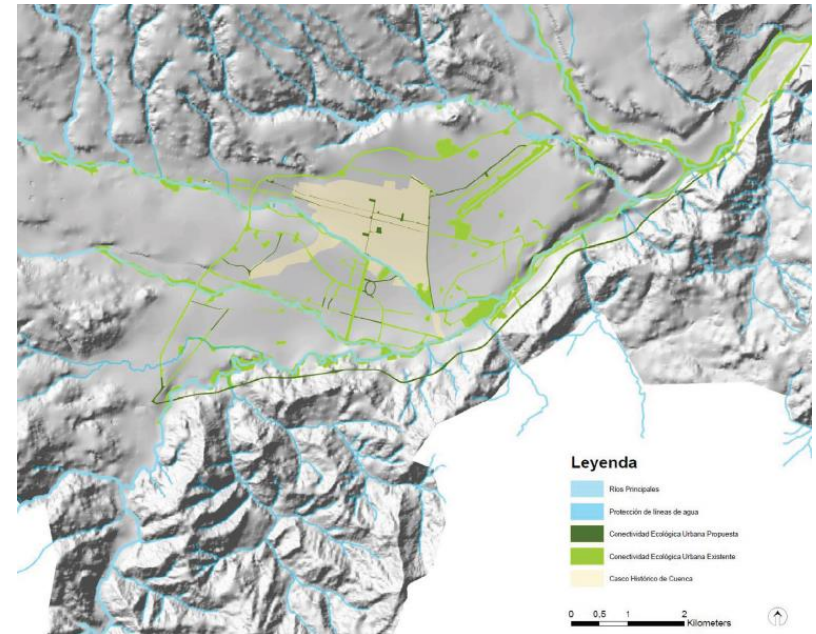 Leyenda
Ríos Principales
Protección de líneas de agua
Conectividad Ecológica Urbana Propuesta
Conectividad Ecológica Urbana Existente
Casco Histórico de Cuenca
0 0,5 1 2
Kilometers